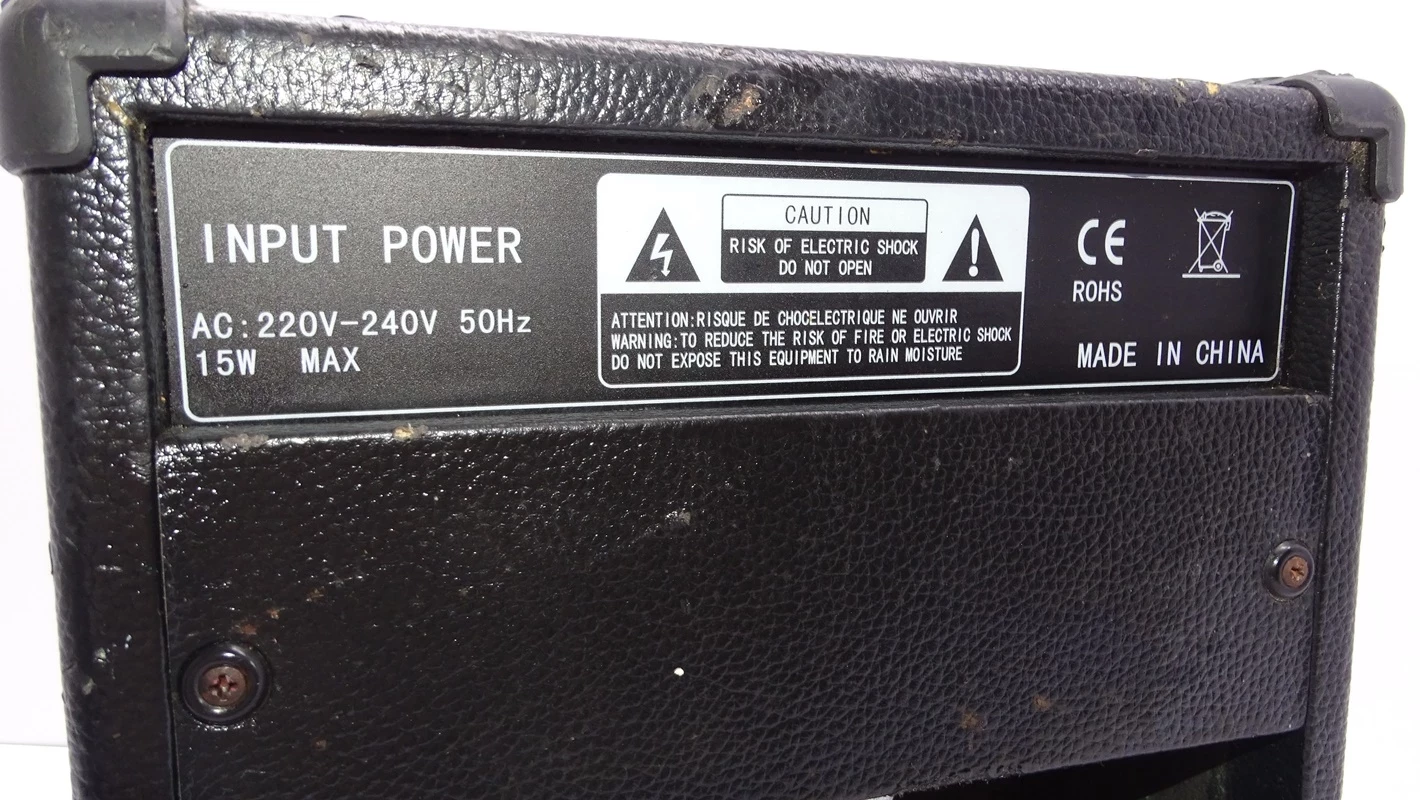 INPUT POWER
AC:220V-240V 50Hz
15W MAX
CAUTION
RISK OF ELECTRIC SHOCK
DO NOT OPEN
ATTENTION:RISQUE DE CHOCELECTRIQUE NE OUVRIR
WARNING:TO REDUCE THE RISK OF FIRE OR ELECTRIC SHOCK
DO NOT EXPOSE THIS EQUIPMENT TO RAIN MOISTURE
CE
ROHS
MADE IN CHINA